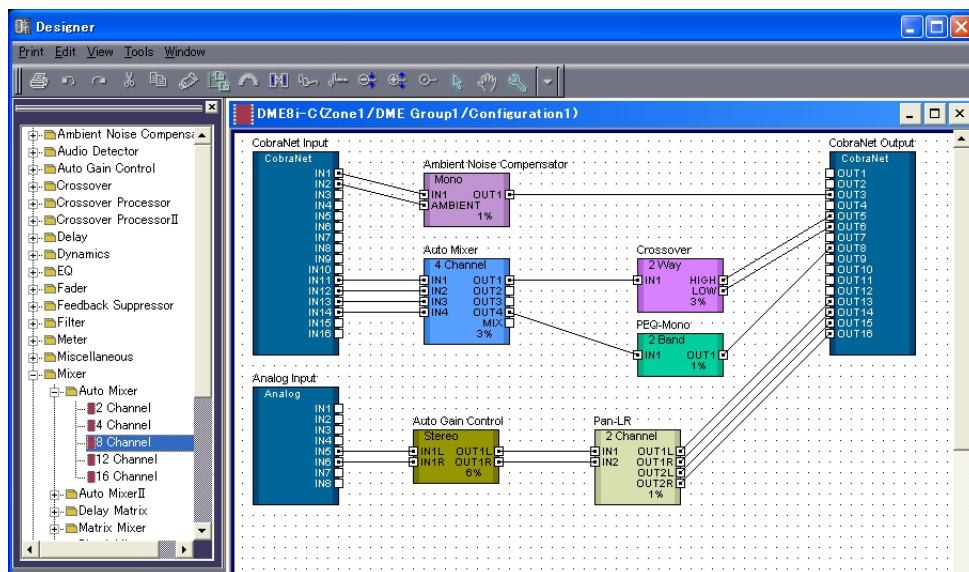 Designer
Print Edit View Tools Window
Ambient Noise Compensa
Audio Detector
Auto Gain Control
Crossover
Crossover Processor
Crossover ProcessorII
Delay
Dynamics
EQ
Fader
Feedback Suppressor
Filter
Meter
Miscellaneous
Mixer
Auto Mixer
2 Channel
4 Channel
8 Channel
12 Channel
16 Channel
Auto MixerII
Delay Matrix
Matrix Mixer
DME8i-C(Zone1/DME Group1/Configuration1)
CobraNet Input
CobraNet
IN1
IN2
IN3
IN4
IN5
IN6
IN7
IN8
IN9
IN10
IN11
IN12
IN13
IN14
IN15
IN16
Analog Input
Analog
IN1
IN2
IN3
IN4
IN5
IN6
IN7
IN8
Ambient Noise Compensator
Mono
IN1 OUT1
AMBIENT
1%
Auto Mixer
4 Channel
IN1 OUT1
IN2 OUT2
IN3 OUT3
IN4 OUT4
MIX
3%
Auto Gain Control
Stereo
IN1L OUT1L
IN1R OUT1R
6%
Crossover
2 Way
IN1 HIGH
LOW
3%
PEQ-Mono
2 Band
IN1 OUT1
1%
Pan-LR
2 Channel
IN1 OUT1L
IN2 OUT1R
OUT2L
OUT2R
1%
CobraNet Output
CobraNet
OUT1
OUT2
OUT3
OUT4
OUT5
OUT6
OUT7
OUT8
OUT9
OUT10
OUT11
OUT12
OUT13
OUT14
OUT15
OUT16